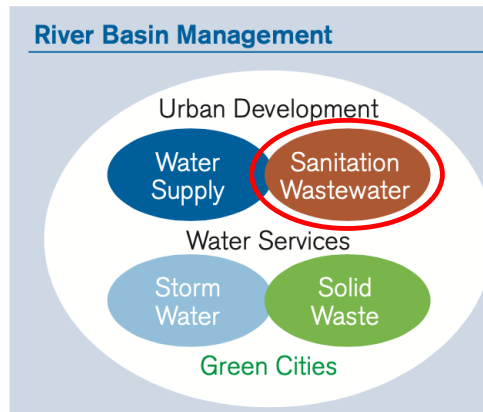 River Basin Management
Urban Development
Water
Supply
Sanitation
Wastewater
Water Services
Storm
Water
Solid
Waste
Green Cities